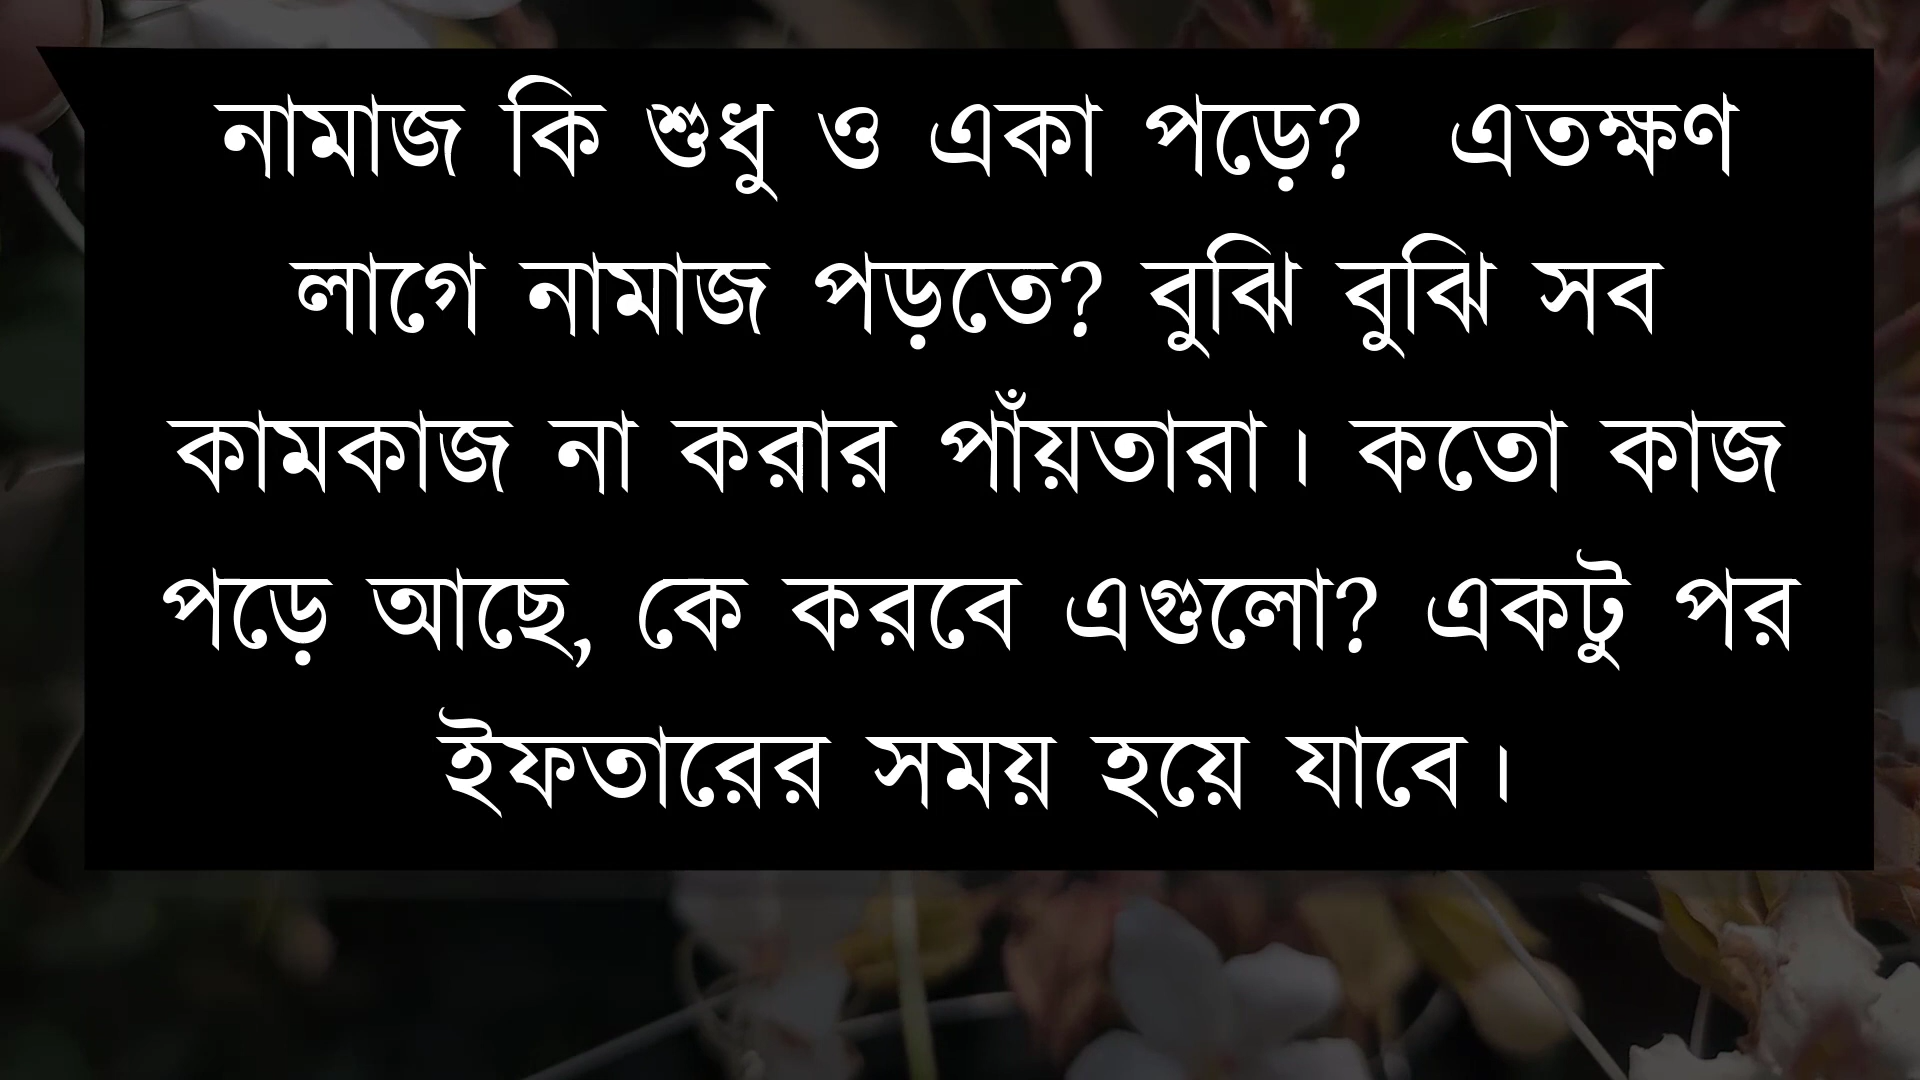 নামাজ কি শুধু ও একা পড়ে? এতক্ষণ
লাগে নামাজ পড়তে? বুঝি বুঝি সব
কামকাজ না করার পাঁয়তারা। কতো কাজ
পড়ে আছে, কে করবে এগুলো? একটু পর
ইফতারের সময় হয়ে যাবে।